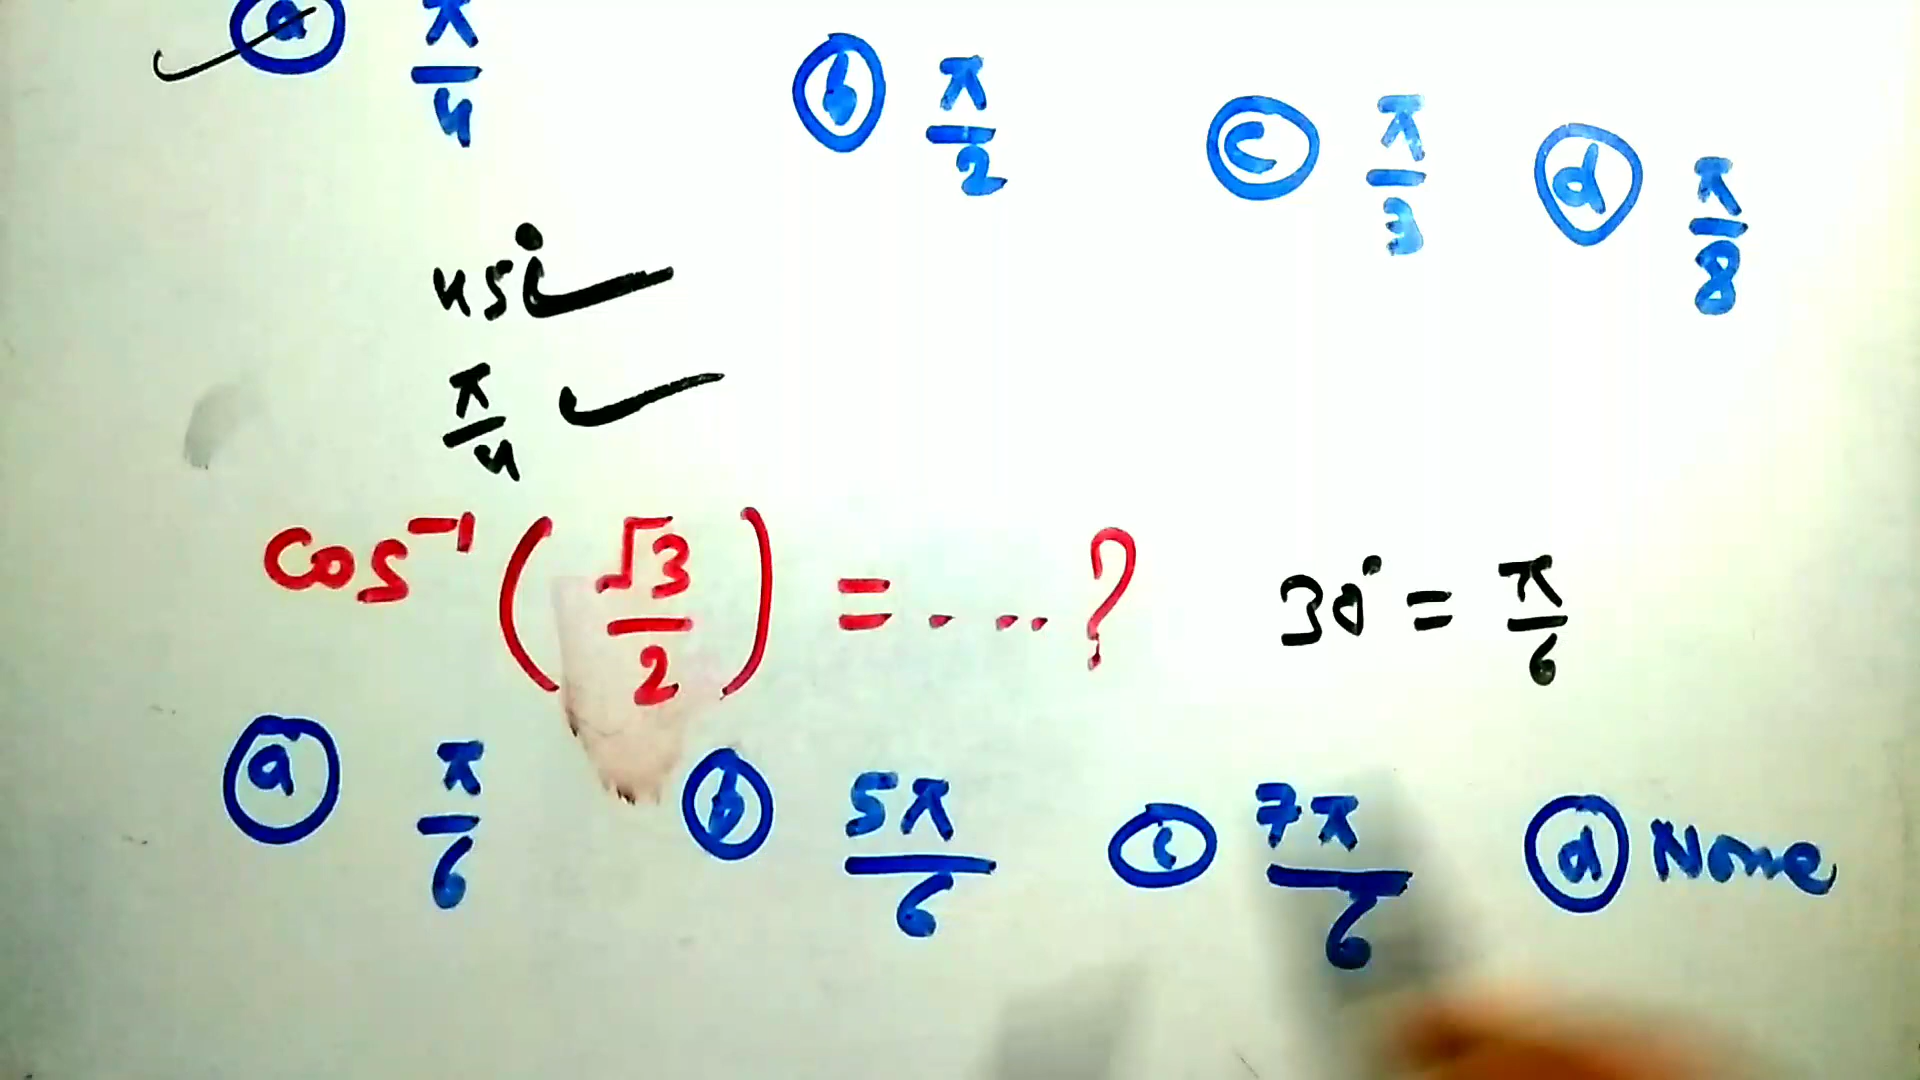 ⓐ π/4 ⓑ π/2 ⓒ π/3 ⓓ π/8
45°
π/4
cos⁻¹(√3/2) = . ... ? 30° = π/6
ⓐ π/6 ⓑ 5π/6 ⓒ 7π/6 ⓓ None